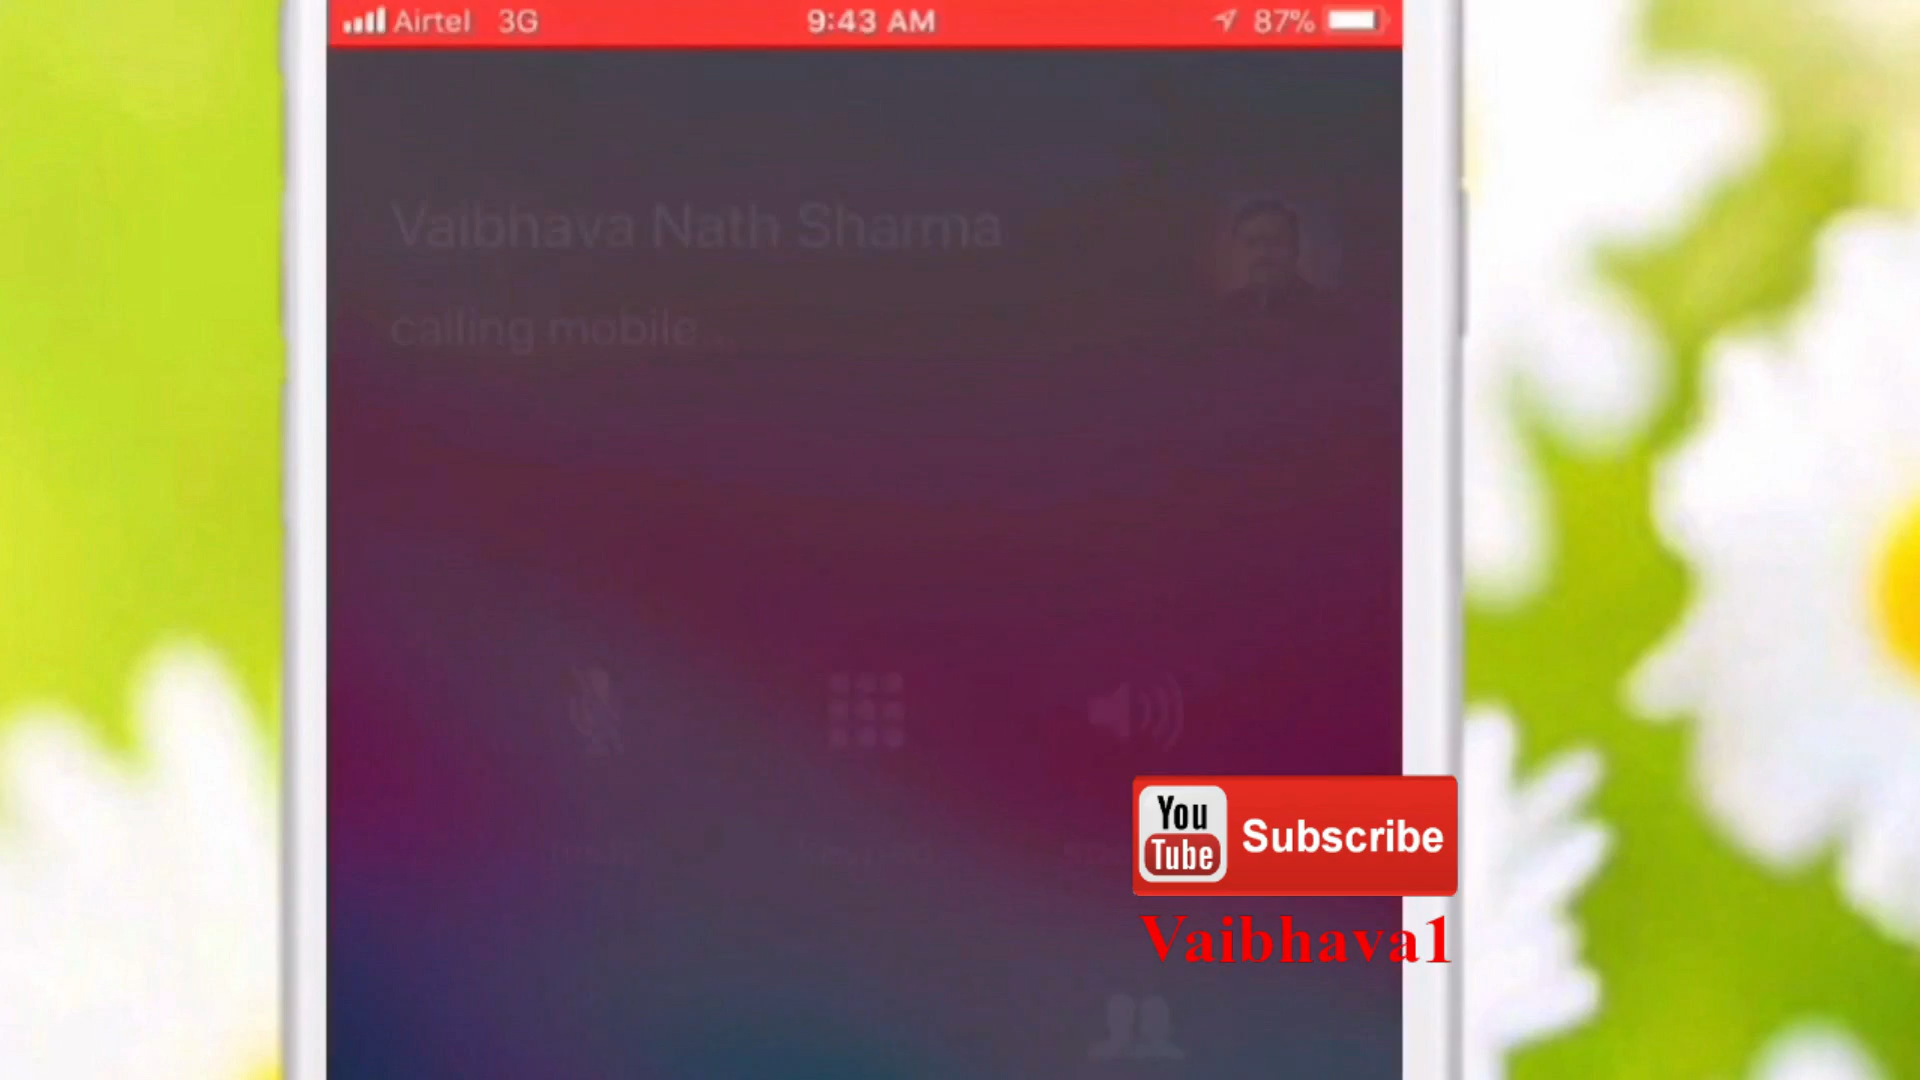 Airtel 3G 9:43 AM 87%
Vaibhava Nath Sharma
calling mobile...
You
Tube
Subscribe
Vaibhava1